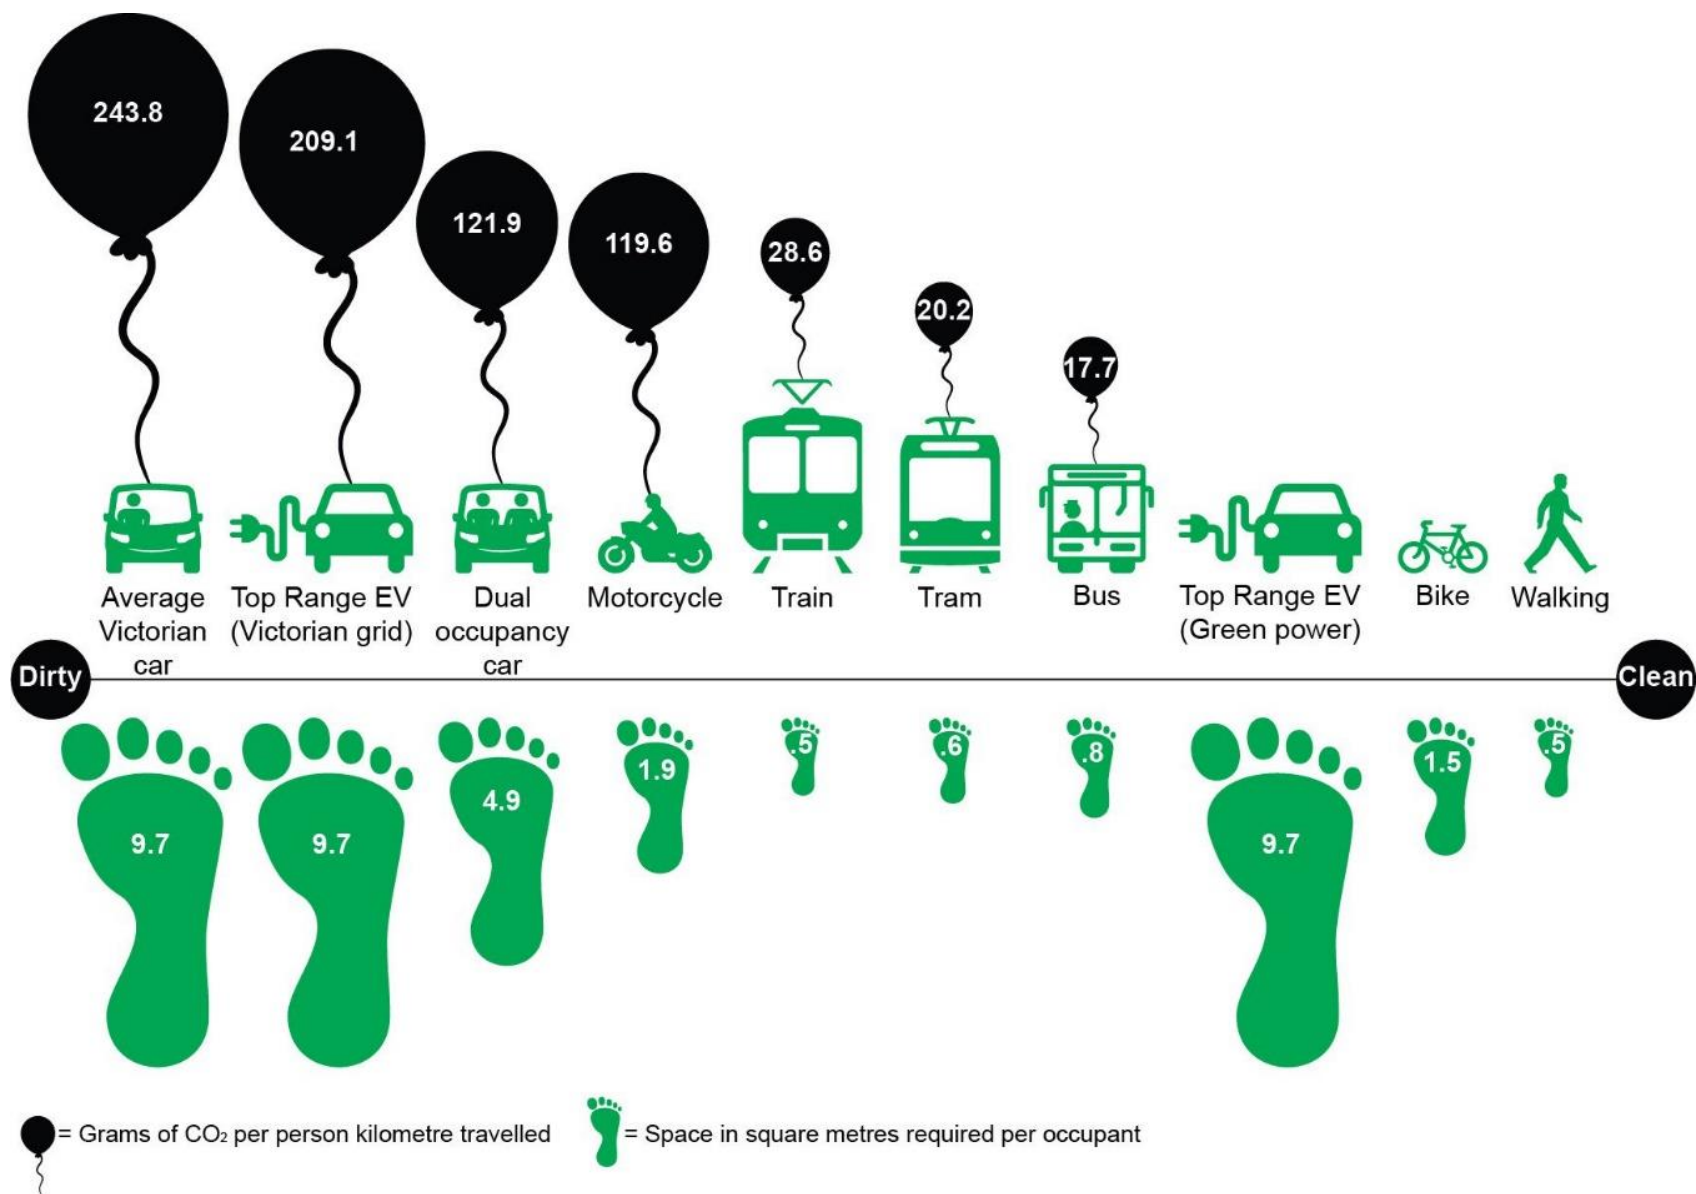 243.8
209.1
121.9
119.6
28.6
20.2
17.7
Average
Victorian
car
Top Range EV
(Victorian grid)
Dual
occupancy
car
Motorcycle
Train
Tram
Bus
Top Range EV
(Green power)
Bike
Walking
Dirty
Clean
9.7
9.7
4.9
1.9
.5
.6
.8
9.7
1.5
.5
= Grams of CO₂ per person kilometre travelled
= Space in square metres required per occupant